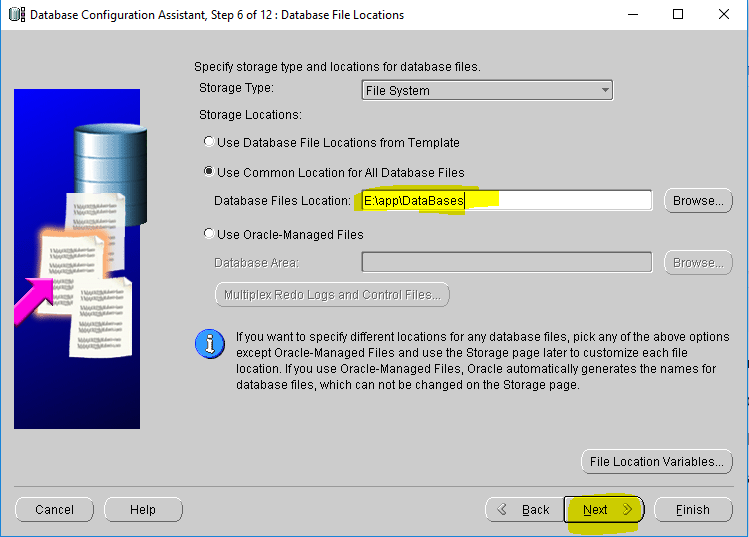 Database Configuration Assistant, Step 6 of 12 : Database File Locations
Specify storage type and locations for database files.
Storage Type: File System
Storage Locations:
Use Database File Locations from Template
Use Common Location for All Database Files
Database Files Location: E:\app\DataBases Browse...
Use Oracle-Managed Files
Database Area: Browse...
Multiplex Redo Logs and Control Files...
If you want to specify different locations for any database files, pick any of the above options
except Oracle-Managed Files and use the Storage page later to customize each file
location. If you use Oracle-Managed Files, Oracle automatically generates the names for
database files, which can not be changed on the Storage page.
File Location Variables...
Cancel Help Back Next Finish